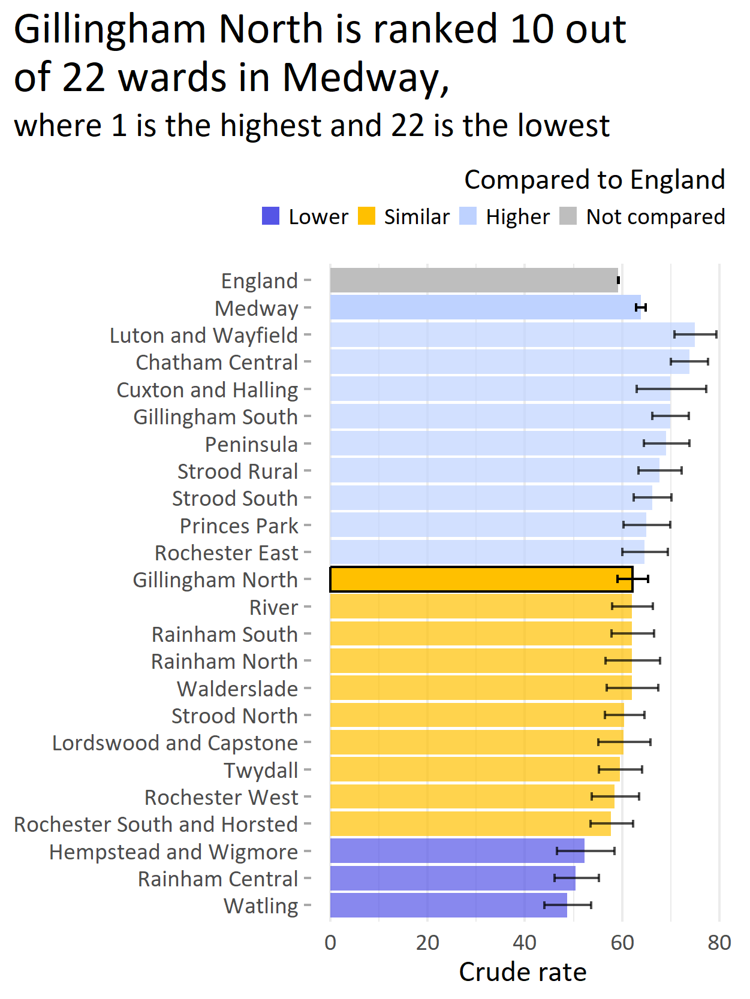 Gillingham North is ranked 10 out
of 22 wards in Medway,
where 1 is the highest and 22 is the lowest
Compared to England
Lower Similar Higher Not compared
England
Medway
Luton and Wayfield
Chatham Central
Cuxton and Halling
Gillingham South
Peninsula
Strood Rural
Strood South
Princes Park
Rochester East
Gillingham North
River
Rainham South
Rainham North
Walderslade
Strood North
Lordswood and Capstone
Twydall
Rochester West
Rochester South and Horsted
Hempstead and Wigmore
Rainham Central
Watling
0 20 40 60 80
Crude rate